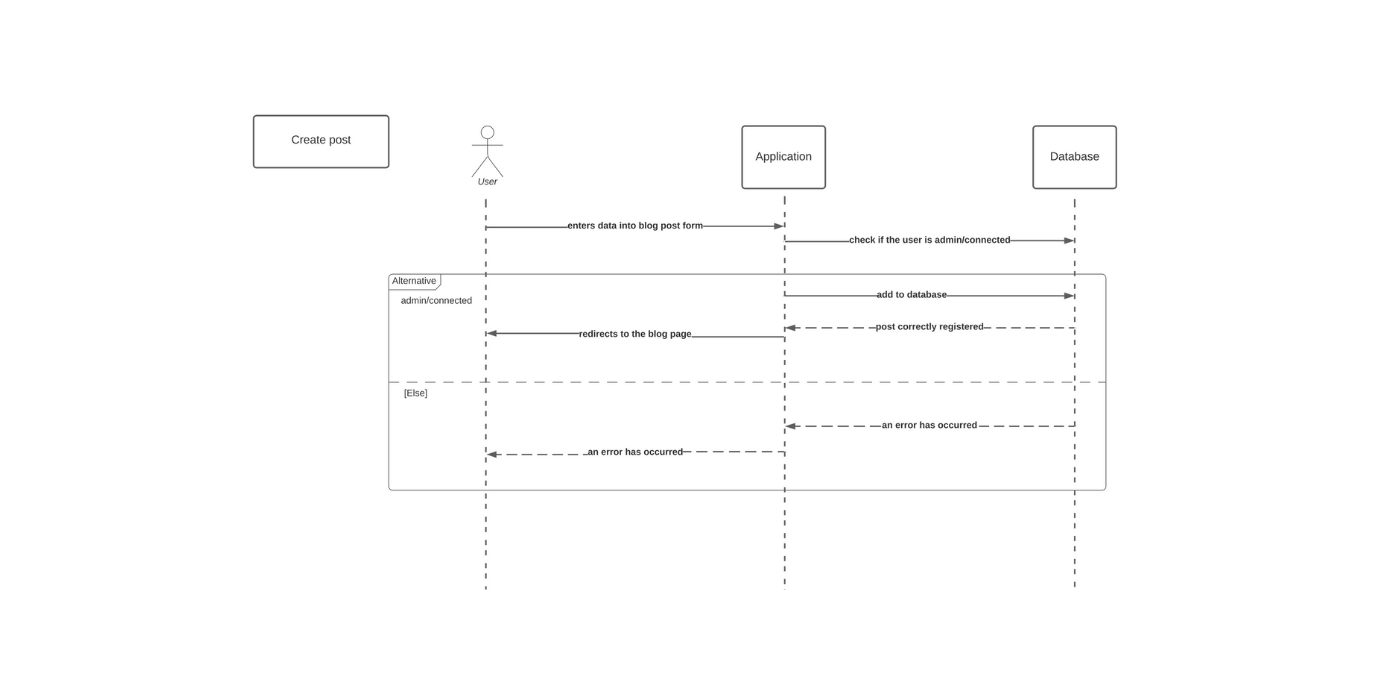 Create post
User
Application
Database
enters data into blog post form
check if the user is admin/connected
Alternative
admin/connected
add to database
post correctly registered
redirects to the blog page
[Else]
an error has occurred
an error has occurred